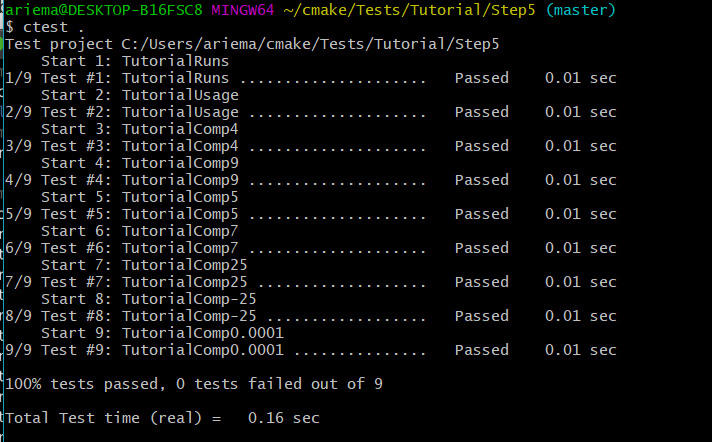 ariema@DESKTOP-B16FSC8 MINGW64 ~/cmake/Tests/Tutorial/Step5 (master)
$ ctest .
Test project C:/Users/ariema/cmake/Tests/Tutorial/Step5
    Start 1: TutorialRuns
1/9 Test #1: TutorialRuns .....................   Passed    0.01 sec
    Start 2: TutorialUsage
2/9 Test #2: TutorialUsage ....................   Passed    0.01 sec
    Start 3: TutorialComp4
3/9 Test #3: TutorialComp4 ....................   Passed    0.01 sec
    Start 4: TutorialComp9
4/9 Test #4: TutorialComp9 ....................   Passed    0.01 sec
    Start 5: TutorialComp5
5/9 Test #5: TutorialComp5 ....................   Passed    0.01 sec
    Start 6: TutorialComp7
6/9 Test #6: TutorialComp7 ....................   Passed    0.01 sec
    Start 7: TutorialComp25
7/9 Test #7: TutorialComp25 ...................   Passed    0.01 sec
    Start 8: TutorialComp-25
8/9 Test #8: TutorialComp-25 ..................   Passed    0.01 sec
    Start 9: TutorialComp0.0001
9/9 Test #9: TutorialComp0.0001 ...............   Passed    0.01 sec

100% tests passed, 0 tests failed out of 9

Total Test time (real) =   0.16 sec